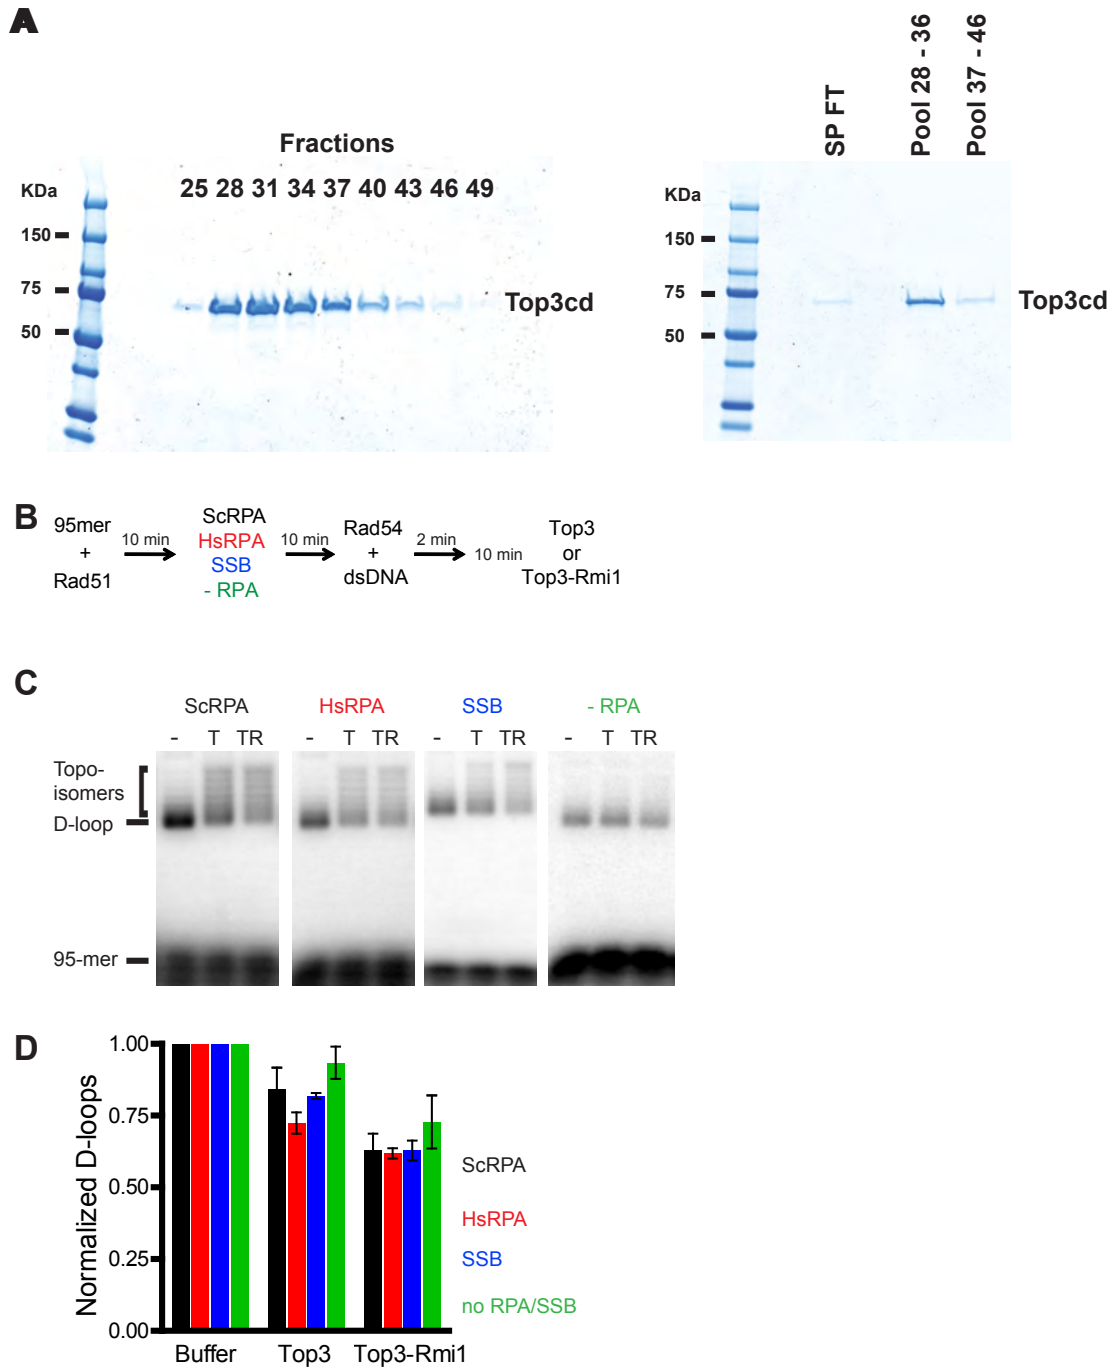 A
Fractions
KDa
25 28 31 34 37 40 43 46 49
150
75
50
Top3cd
SP FT
Pool 28 - 36
Pool 37 - 46
KDa
150
75
50
Top3cd
B
95mer
+
Rad51
10 min
ScRPA
HsRPA
SSB
- RPA
10 min
Rad54
+
dsDNA
2 min
10 min
Top3
or
Top3-Rmi1
C
ScRPA HsRPA SSB - RPA
- T TR - T TR - T TR - T TR
Topo-
isomers
D-loop
95-mer
D
Normalized D-loops
1.00
0.75
0.50
0.25
0.00
Buffer Top3 Top3-Rmi1
ScRPA
HsRPA
SSB
no RPA/SSB